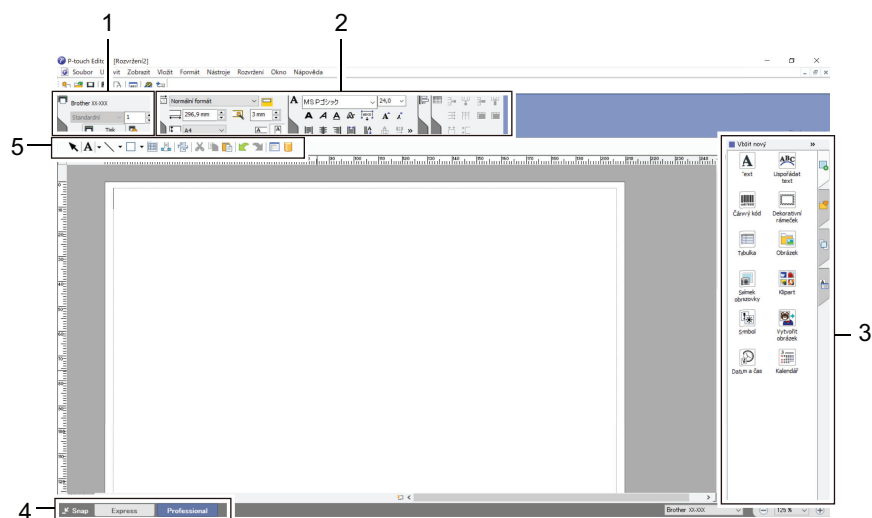 1
2
P-touch Editor - [Rozvržení2]
Soubor Upravit Zobrazit Vložit Formát Nástroje Rozvržení Okno Nápověda
Brother XX-XXX
Standardní 1
Tisk
Normální formát
296,9 mm 3 mm
A4
MS Pゴシック 24,0
5
Vložit nový
Text
Uspořádat text
Čárový kód
Dekorativní rámeček
Tabulka
Obrázek
Snímek obrazovky
Klipart
Symbol
Vytvořit obrázek
Datum a čas
Kalendář
3
4
Snap Express Professional
Brother XX-XXX 125 %